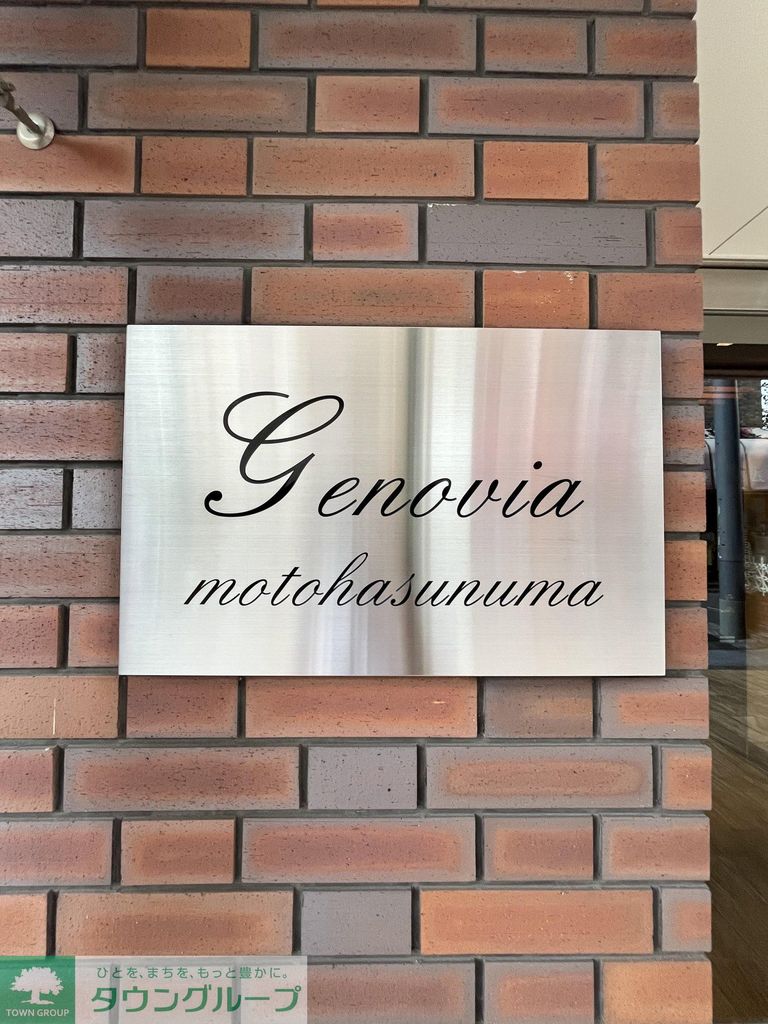 Genovia
motohasunuma
ひとを、まちを、もっと豊かに。
タウングループ
TOWN GROUP